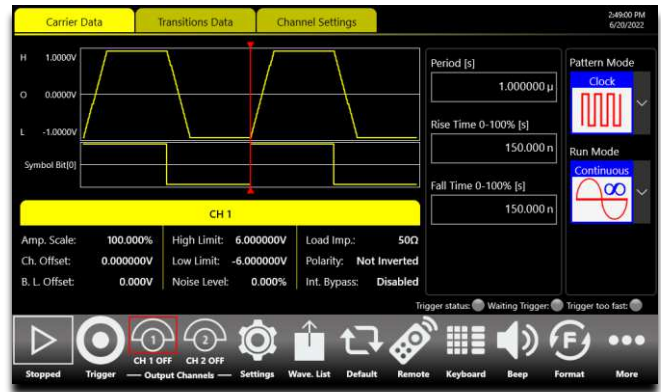 Carrier Data Transitions Data Channel Settings 2:49:00 PM
6/20/2022
H 1.0000V
O 0.0000V
L -1.0000V
Symbol Bit[0]
Period [s]
1.000000 µ
Rise Time 0-100% [s]
150.000 n
Fall Time 0-100% [s]
150.000 n
Pattern Mode
Clock
Run Mode
Continuous
CH 1
Amp. Scale: 100.000% High Limit: 6.000000V Load Imp.: 50Ω
Ch. Offset: 0.000000V Low Limit: -6.000000V Polarity: Not Inverted
B. L. Offset: 0.000V Noise Level: 0.000% Int. Bypass: Disabled
Trigger status: Waiting Trigger: Trigger too fast:
1 2 F
CH 1 OFF CH 2 OFF
Stopped Trigger Output Channels Settings Wave. List Default Remote Keyboard Beep Format More